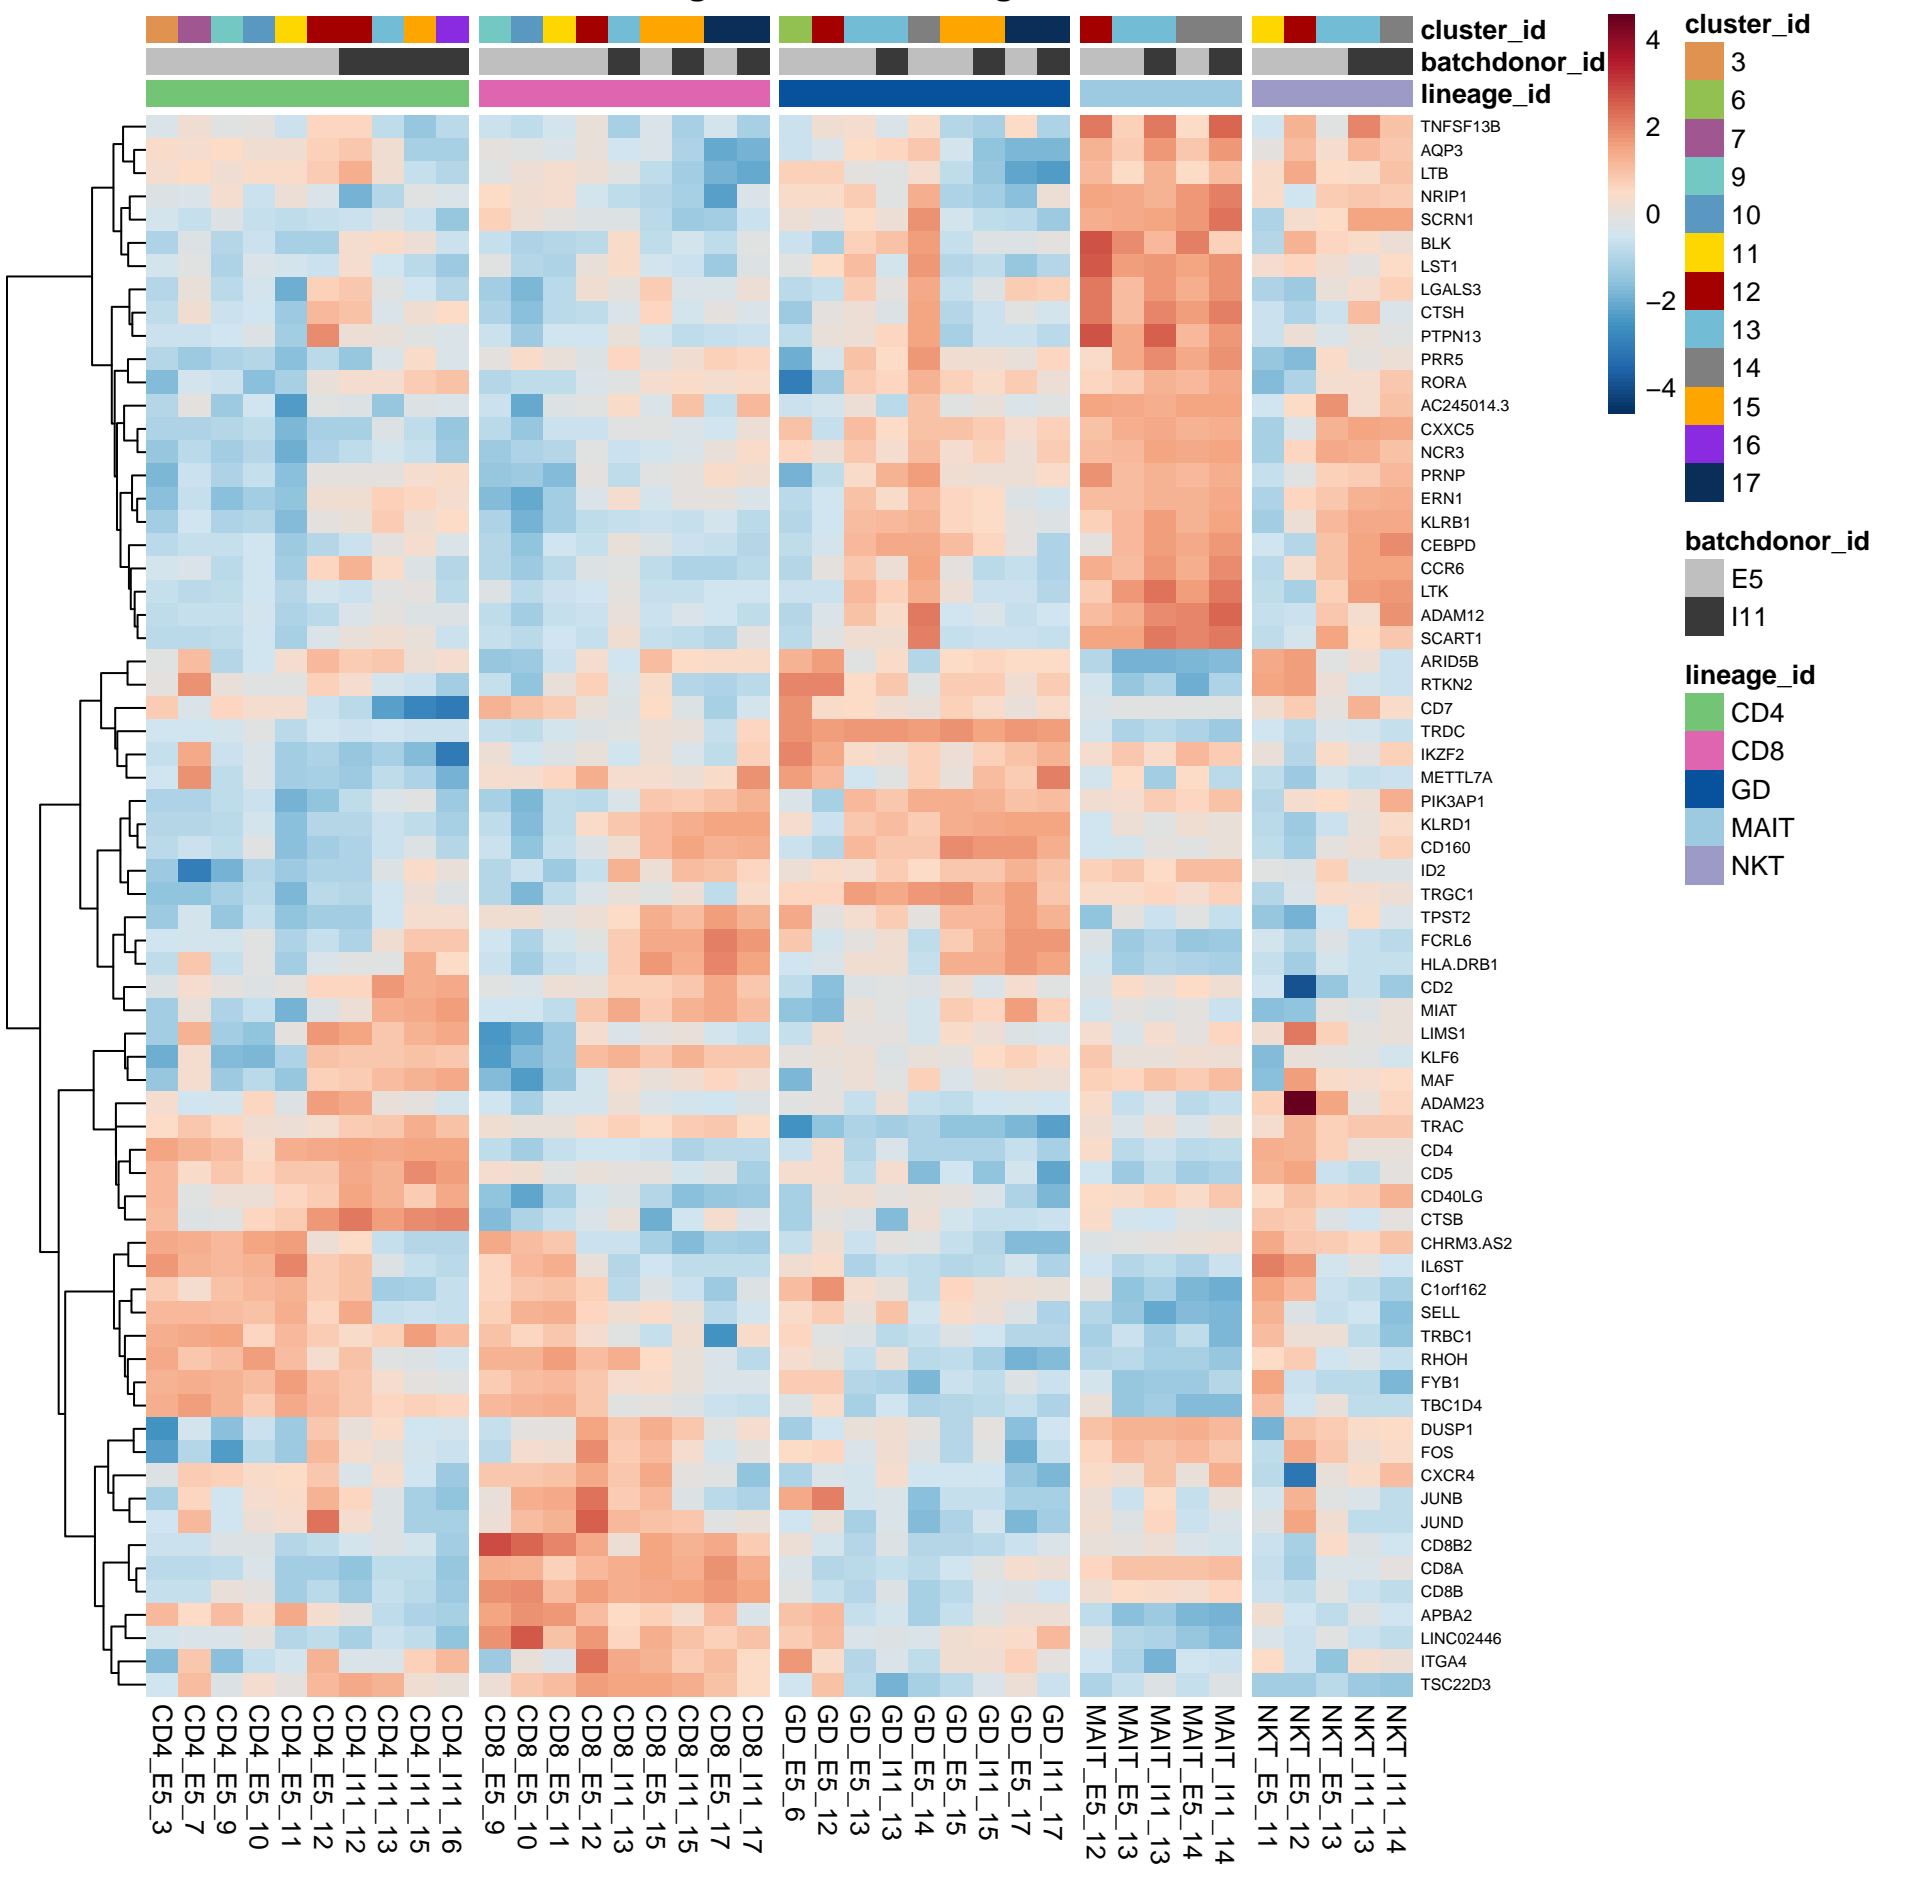 cluster_id
batchdonor_id
lineage_id
TNFSF13B
AQP3
LTB
NRIP1
SCRN1
BLK
LST1
LGALS3
CTSH
PTPN13
PRR5
RORA
AC245014.3
CXXC5
NCR3
PRNP
ERN1
KLRB1
CEBPD
CCR6
LTK
ADAM12
SCART1
ARID5B
RTKN2
CD7
TRDC
IKZF2
METTL7A
PIK3AP1
KLRD1
CD160
ID2
TRGC1
TPST2
FCRL6
HLA.DRB1
CD2
MIAT
LIMS1
KLF6
MAF
ADAM23
TRAC
CD4
CD5
CD40LG
CTSB
CHRM3.AS2
IL6ST
C1orf162
SELL
TRBC1
RHOH
FYB1
TBC1D4
DUSP1
FOS
CXCR4
JUNB
JUND
CD8B2
CD8A
CD8B
APBA2
LINC02446
ITGA4
TSC22D3
CD4_E5_3
CD4_E5_7
CD4_E5_9
CD4_E5_10
CD4_E5_11
CD4_E5_12
CD4_I11_12
CD4_I11_13
CD4_I11_15
CD4_I11_16
CD8_E5_9
CD8_E5_10
CD8_E5_11
CD8_E5_12
CD8_I11_13
CD8_E5_15
CD8_I11_15
CD8_E5_17
CD8_I11_17
GD_E5_6
GD_E5_12
GD_E5_13
GD_I11_13
GD_E5_14
GD_E5_15
GD_I11_15
GD_E5_17
GD_I11_17
MAIT_E5_12
MAIT_E5_13
MAIT_I11_13
MAIT_E5_14
MAIT_I11_14
NKT_E5_11
NKT_E5_12
NKT_E5_13
NKT_I11_13
NKT_I11_14
4
2
0
−2
−4
cluster_id
3
6
7
9
10
11
12
13
14
15
16
17
batchdonor_id
E5
I11
lineage_id
CD4
CD8
GD
MAIT
NKT